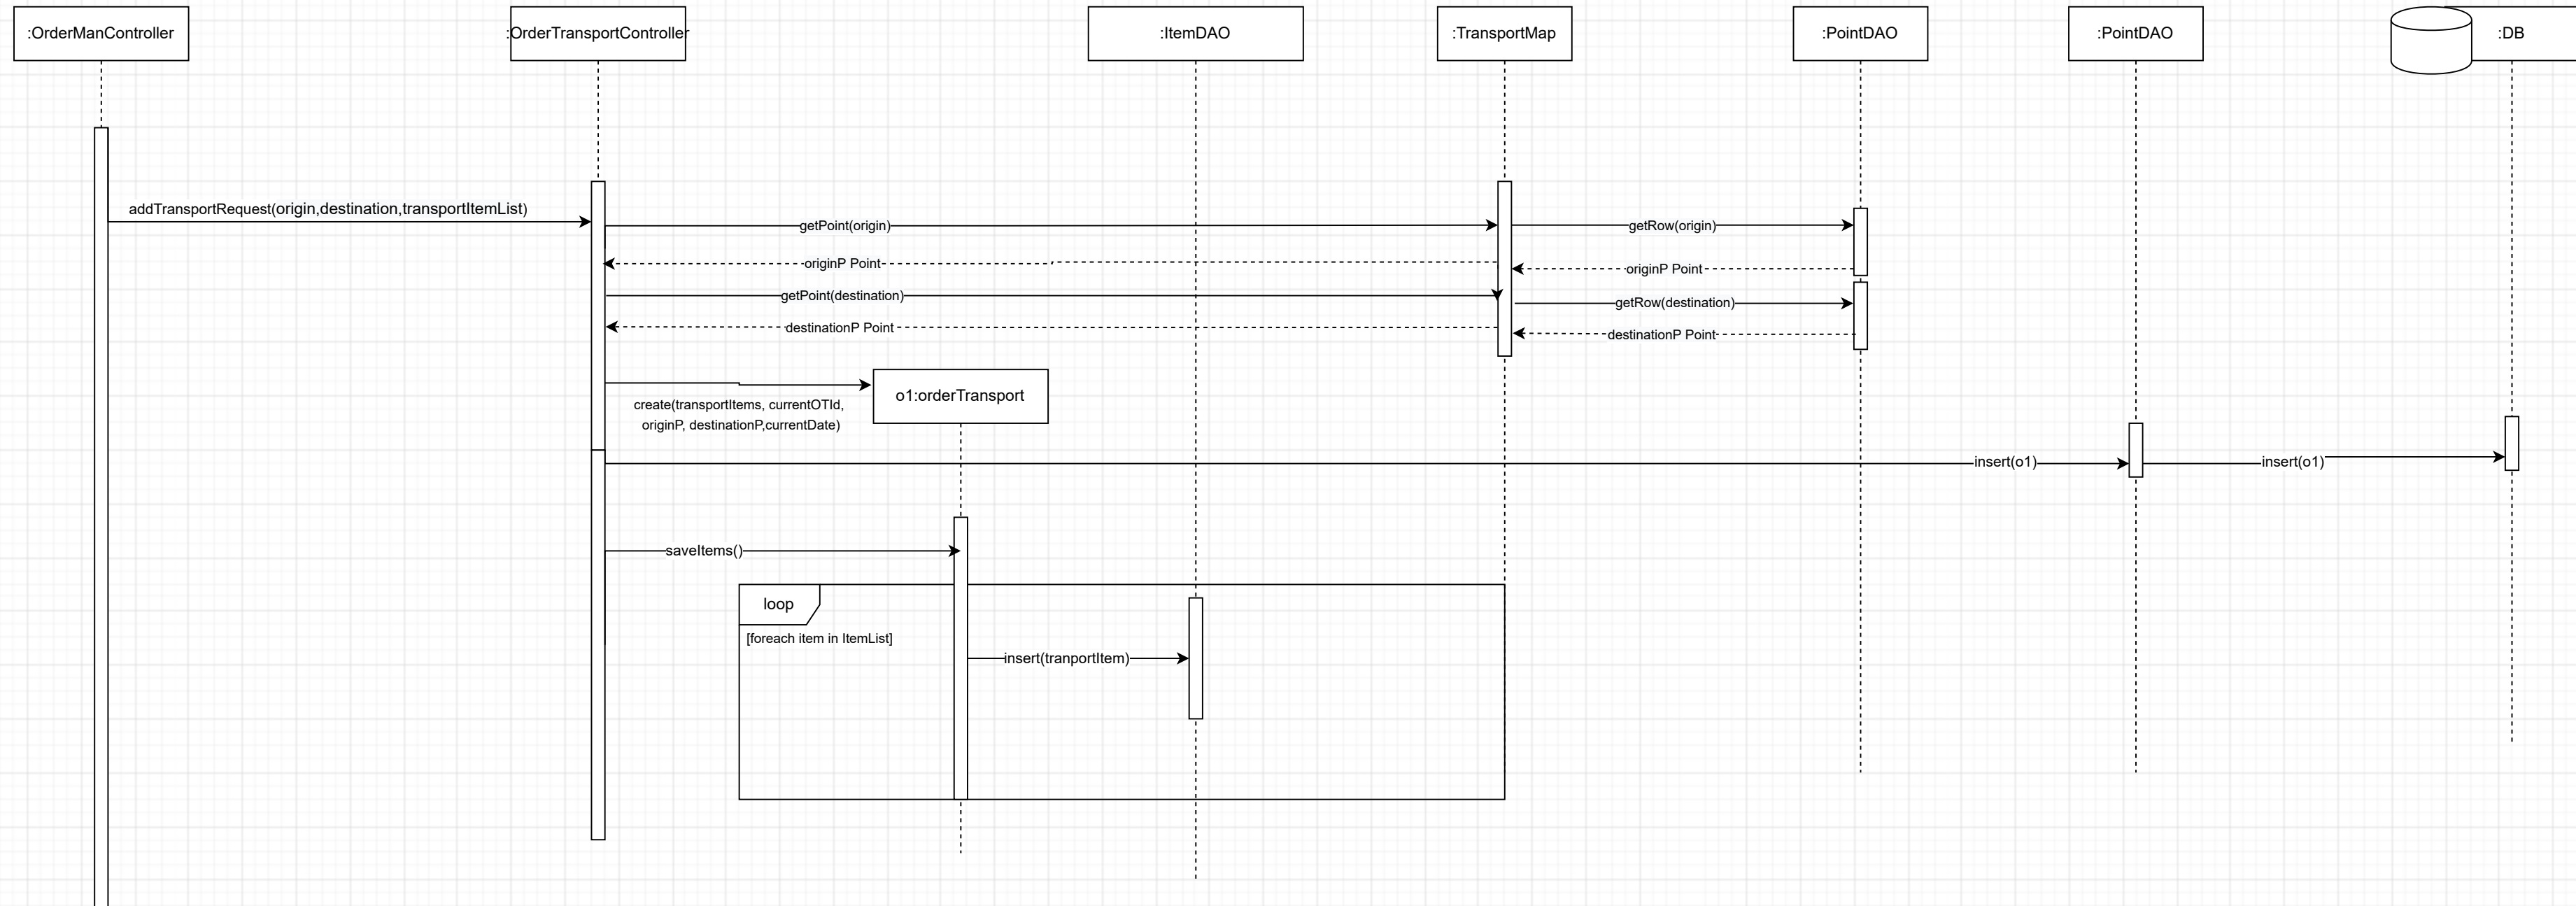 :OrderManController
:OrderTransportController
:ItemDAO
:TransportMap
:PointDAO
:PointDAO
:DB
addTransportRequest(origin,destination,transportItemList)
getPoint(origin)
getRow(origin)
originP Point
originP Point
getPoint(destination)
getRow(destination)
destinationP Point
destinationP Point
o1:orderTransport
create(transportItems, currentOTId,
originP, destinationP,currentDate)
insert(o1)
insert(o1)
saveItems()
loop
[foreach item in ItemList]
insert(tranportItem)